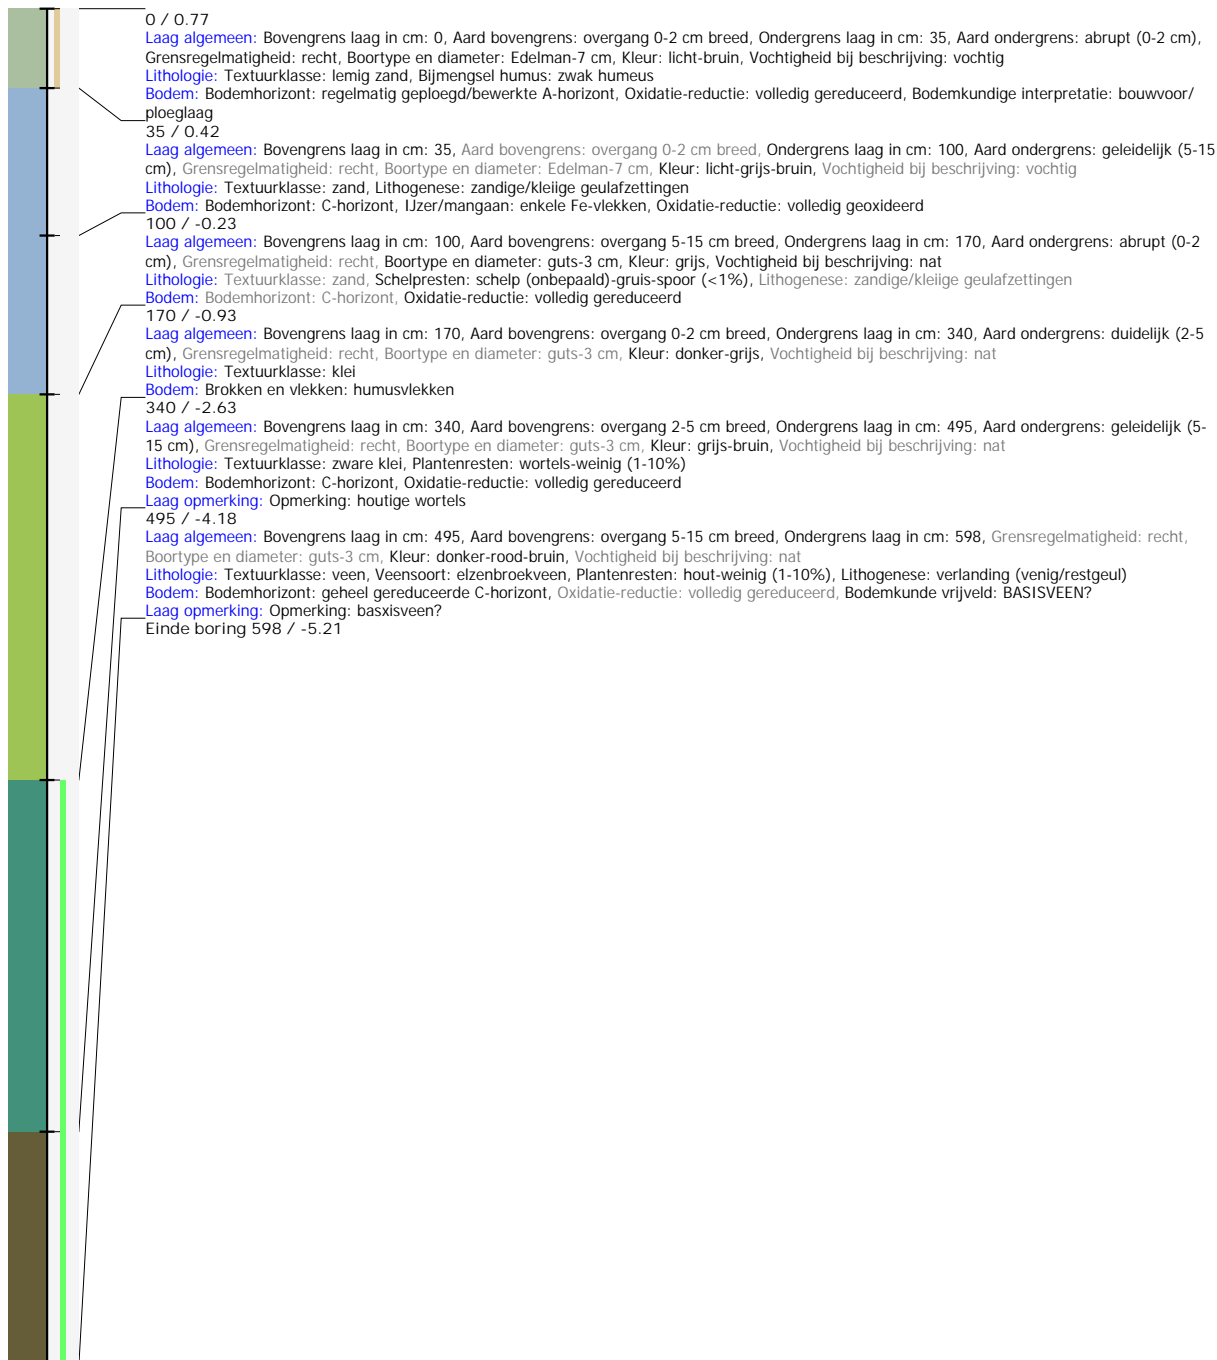 0 / 0.77
Laag algemeen: Bovengrens laag in cm: 0, Aard bovengrens: overgang 0-2 cm breed, Ondergrens laag in cm: 35, Aard ondergrens: abrupt (0-2 cm),
Grensregelmatigheid: recht, Boortype en diameter: Edelman-7 cm, Kleur: licht-bruin, Vochtigheid bij beschrijving: vochtig
Lithologie: Textuurklasse: lemig zand, Bijmengsel humus: zwak humeus
Bodem: Bodemhorizont: regelmatig geploegd/bewerkte A-horizont, Oxidatie-reductie: volledig gereduceerd, Bodemkundige interpretatie: bouwvoor/
ploeglaag
35 / 0.42
Laag algemeen: Bovengrens laag in cm: 35, Aard bovengrens: overgang 0-2 cm breed, Ondergrens laag in cm: 100, Aard ondergrens: geleidelijk (5-15
cm), Grensregelmatigheid: recht, Boortype en diameter: Edelman-7 cm, Kleur: licht-grijs-bruin, Vochtigheid bij beschrijving: vochtig
Lithologie: Textuurklasse: zand, Lithogenese: zandige/kleiige geulafzettingen
Bodem: Bodemhorizont: C-horizont, IJzer/mangaan: enkele Fe-vlekken, Oxidatie-reductie: volledig geoxideerd
100 / -0.23
Laag algemeen: Bovengrens laag in cm: 100, Aard bovengrens: overgang 5-15 cm breed, Ondergrens laag in cm: 170, Aard ondergrens: abrupt (0-2
cm), Grensregelmatigheid: recht, Boortype en diameter: guts-3 cm, Kleur: grijs, Vochtigheid bij beschrijving: nat
Lithologie: Textuurklasse: zand, Schelpresten: schelp (onbepaald)-gruis-spoor (<1%), Lithogenese: zandige/kleiige geulafzettingen
Bodem: Bodemhorizont: C-horizont, Oxidatie-reductie: volledig gereduceerd
170 / -0.93
Laag algemeen: Bovengrens laag in cm: 170, Aard bovengrens: overgang 0-2 cm breed, Ondergrens laag in cm: 340, Aard ondergrens: duidelijk (2-5
cm), Grensregelmatigheid: recht, Boortype en diameter: guts-3 cm, Kleur: donker-grijs, Vochtigheid bij beschrijving: nat
Lithologie: Textuurklasse: klei
Bodem: Brokken en vlekken: humusvlekken
340 / -2.63
Laag algemeen: Bovengrens laag in cm: 340, Aard bovengrens: overgang 2-5 cm breed, Ondergrens laag in cm: 495, Aard ondergrens: geleidelijk (5-
15 cm), Grensregelmatigheid: recht, Boortype en diameter: guts-3 cm, Kleur: grijs-bruin, Vochtigheid bij beschrijving: nat
Lithologie: Textuurklasse: zware klei, Plantenresten: wortels-weinig (1-10%)
Bodem: Bodemhorizont: C-horizont, Oxidatie-reductie: volledig gereduceerd
Laag opmerking: Opmerking: houtige wortels
495 / -4.18
Laag algemeen: Bovengrens laag in cm: 495, Aard bovengrens: overgang 5-15 cm breed, Ondergrens laag in cm: 598, Grensregelmatigheid: recht,
Boortype en diameter: guts-3 cm, Kleur: donker-rood-bruin, Vochtigheid bij beschrijving: nat
Lithologie: Textuurklasse: veen, Veensoort: elzenbroekveen, Plantenresten: hout-weinig (1-10%), Lithogenese: verlanding (venig/restgeul)
Bodem: Bodemhorizont: geheel gereduceerde C-horizont, Oxidatie-reductie: volledig gereduceerd, Bodemkunde vrijveld: BASISVEEN?
Laag opmerking: Opmerking: basxisveen?
Einde boring 598 / -5.21